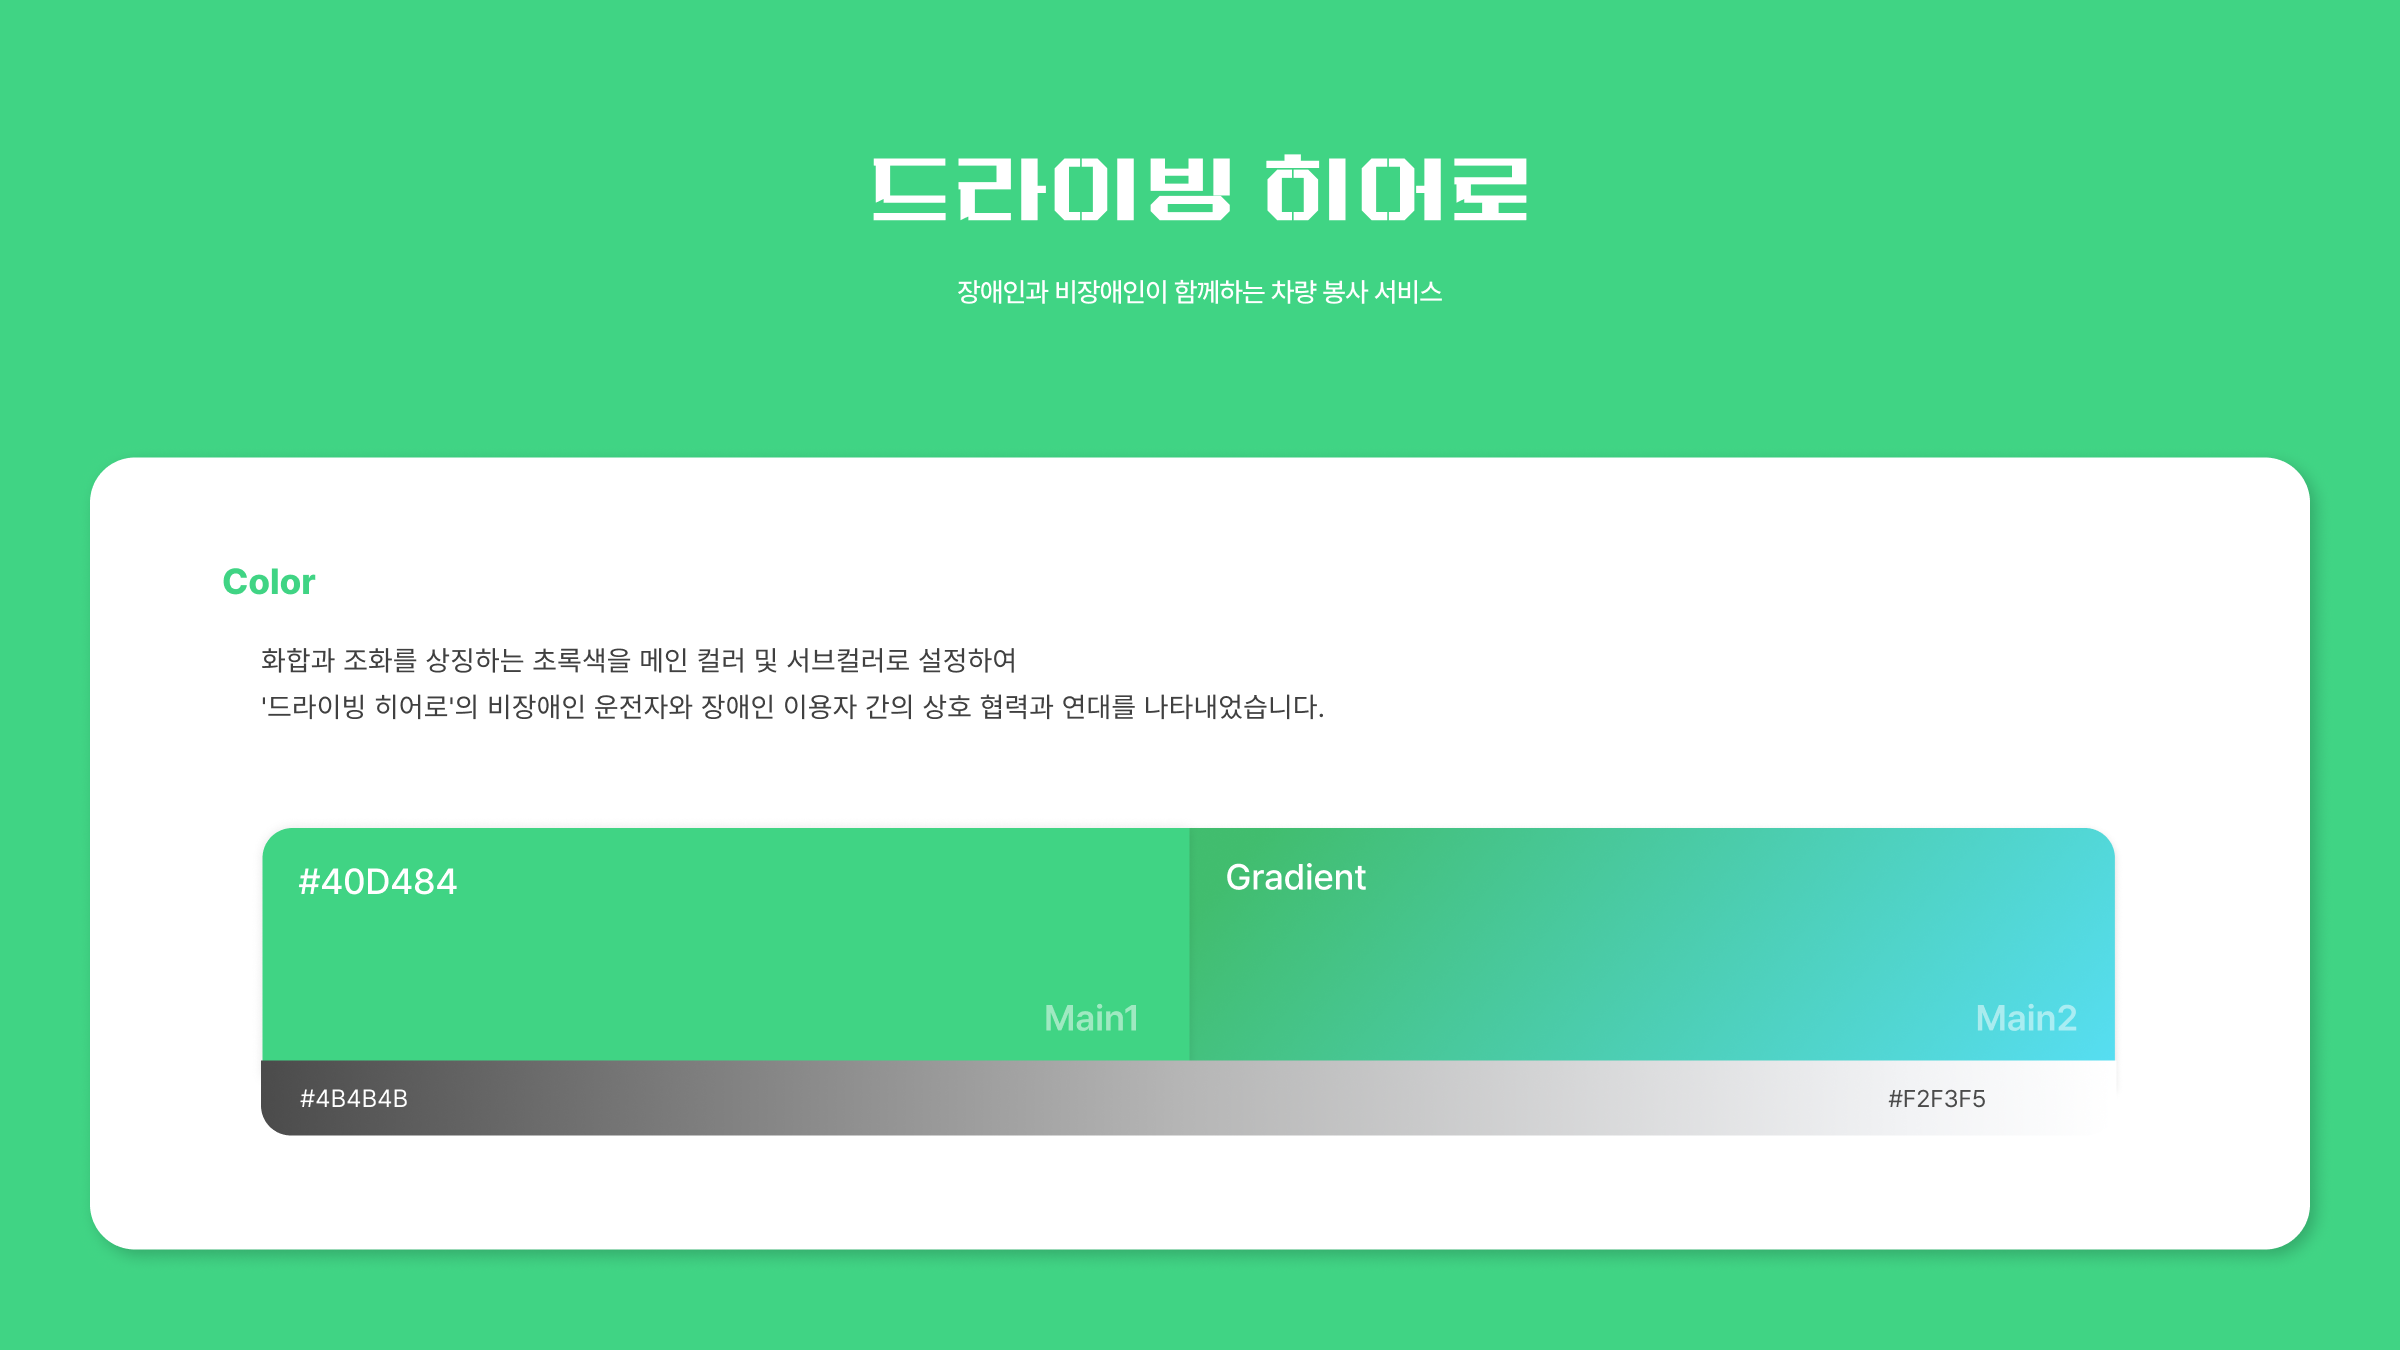 드라이빙 히어로
장애인과 비장애인이 함께하는 차량 봉사 서비스
Color
화합과 조화를 상징하는 초록색을 메인 컬러 및 서브컬러로 설정하여
'드라이빙 히어로'의 비장애인 운전자와 장애인 이용자 간의 상호 협력과 연대를 나타내었습니다.
#40D484
Main1
Gradient
Main2
#4B4B4B
#F2F3F5